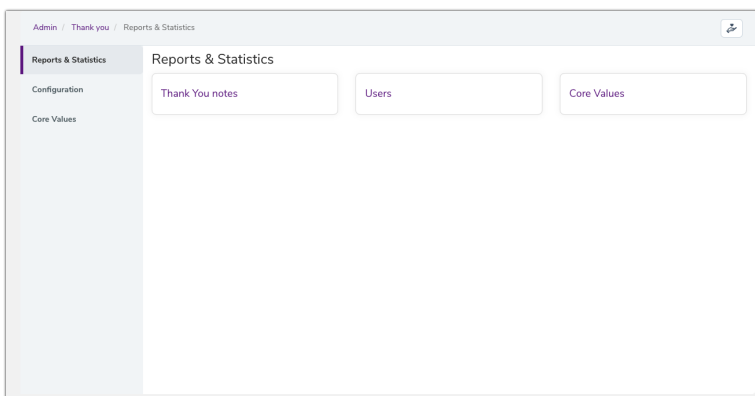 Admin / Thank you / Reports & Statistics
Reports & Statistics
Configuration
Core Values
Reports & Statistics
Thank You notes
Users
Core Values